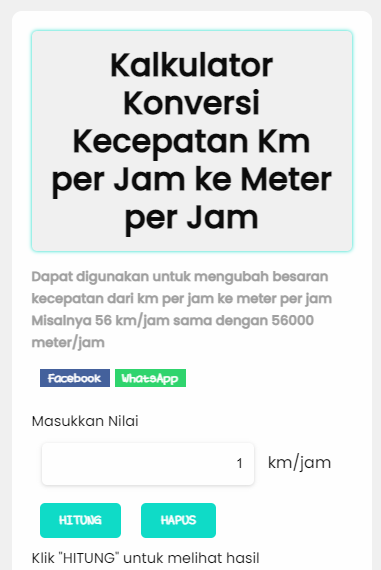 Kalkulator
Konversi
Kecepatan Km
per Jam ke Meter
per Jam
Dapat digunakan untuk mengubah besaran
kecepatan dari km per jam ke meter per jam
Misalnya 56 km/jam sama dengan 56000
meter/jam
Facebook WhatsApp
Masukkan Nilai
1 km/jam
HITUNG HAPUS
Klik "HITUNG" untuk melihat hasil